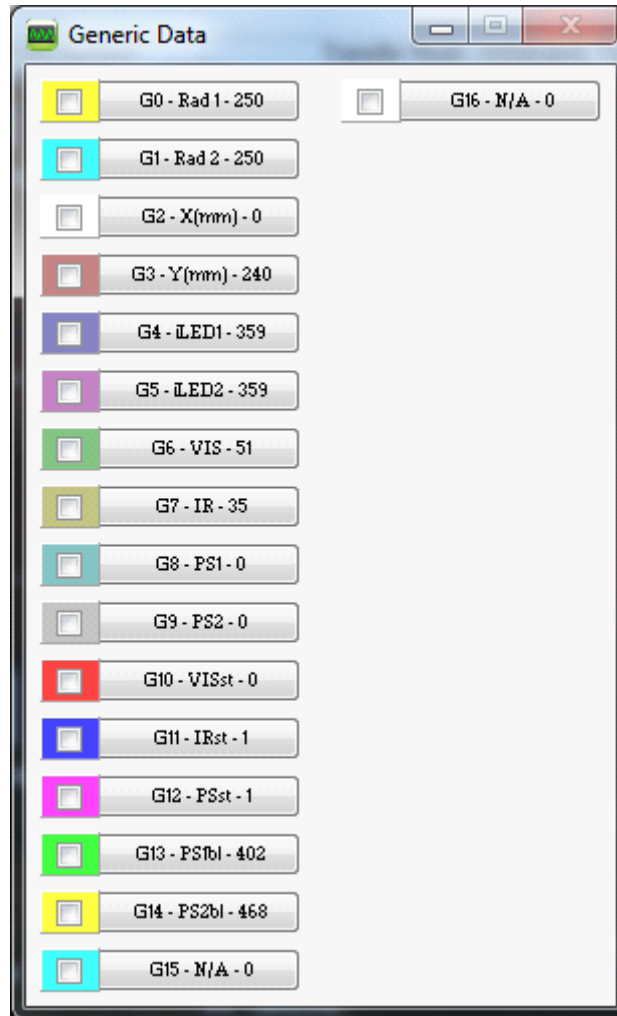 Generic Data
G0 - Rad 1 - 250
G1 - Rad 2 - 250
G2 - X(mm) - 0
G3 - Y(mm) - 240
G4 - iLED1 - 359
G5 - iLED2 - 359
G6 - VIS - 51
G7 - IR - 35
G8 - PS1 - 0
G9 - PS2 - 0
G10 - VISst - 0
G11 - IRst - 1
G12 - PSst - 1
G13 - PS1bl - 402
G14 - PS2bl - 468
G15 - N/A - 0
G16 - N/A - 0